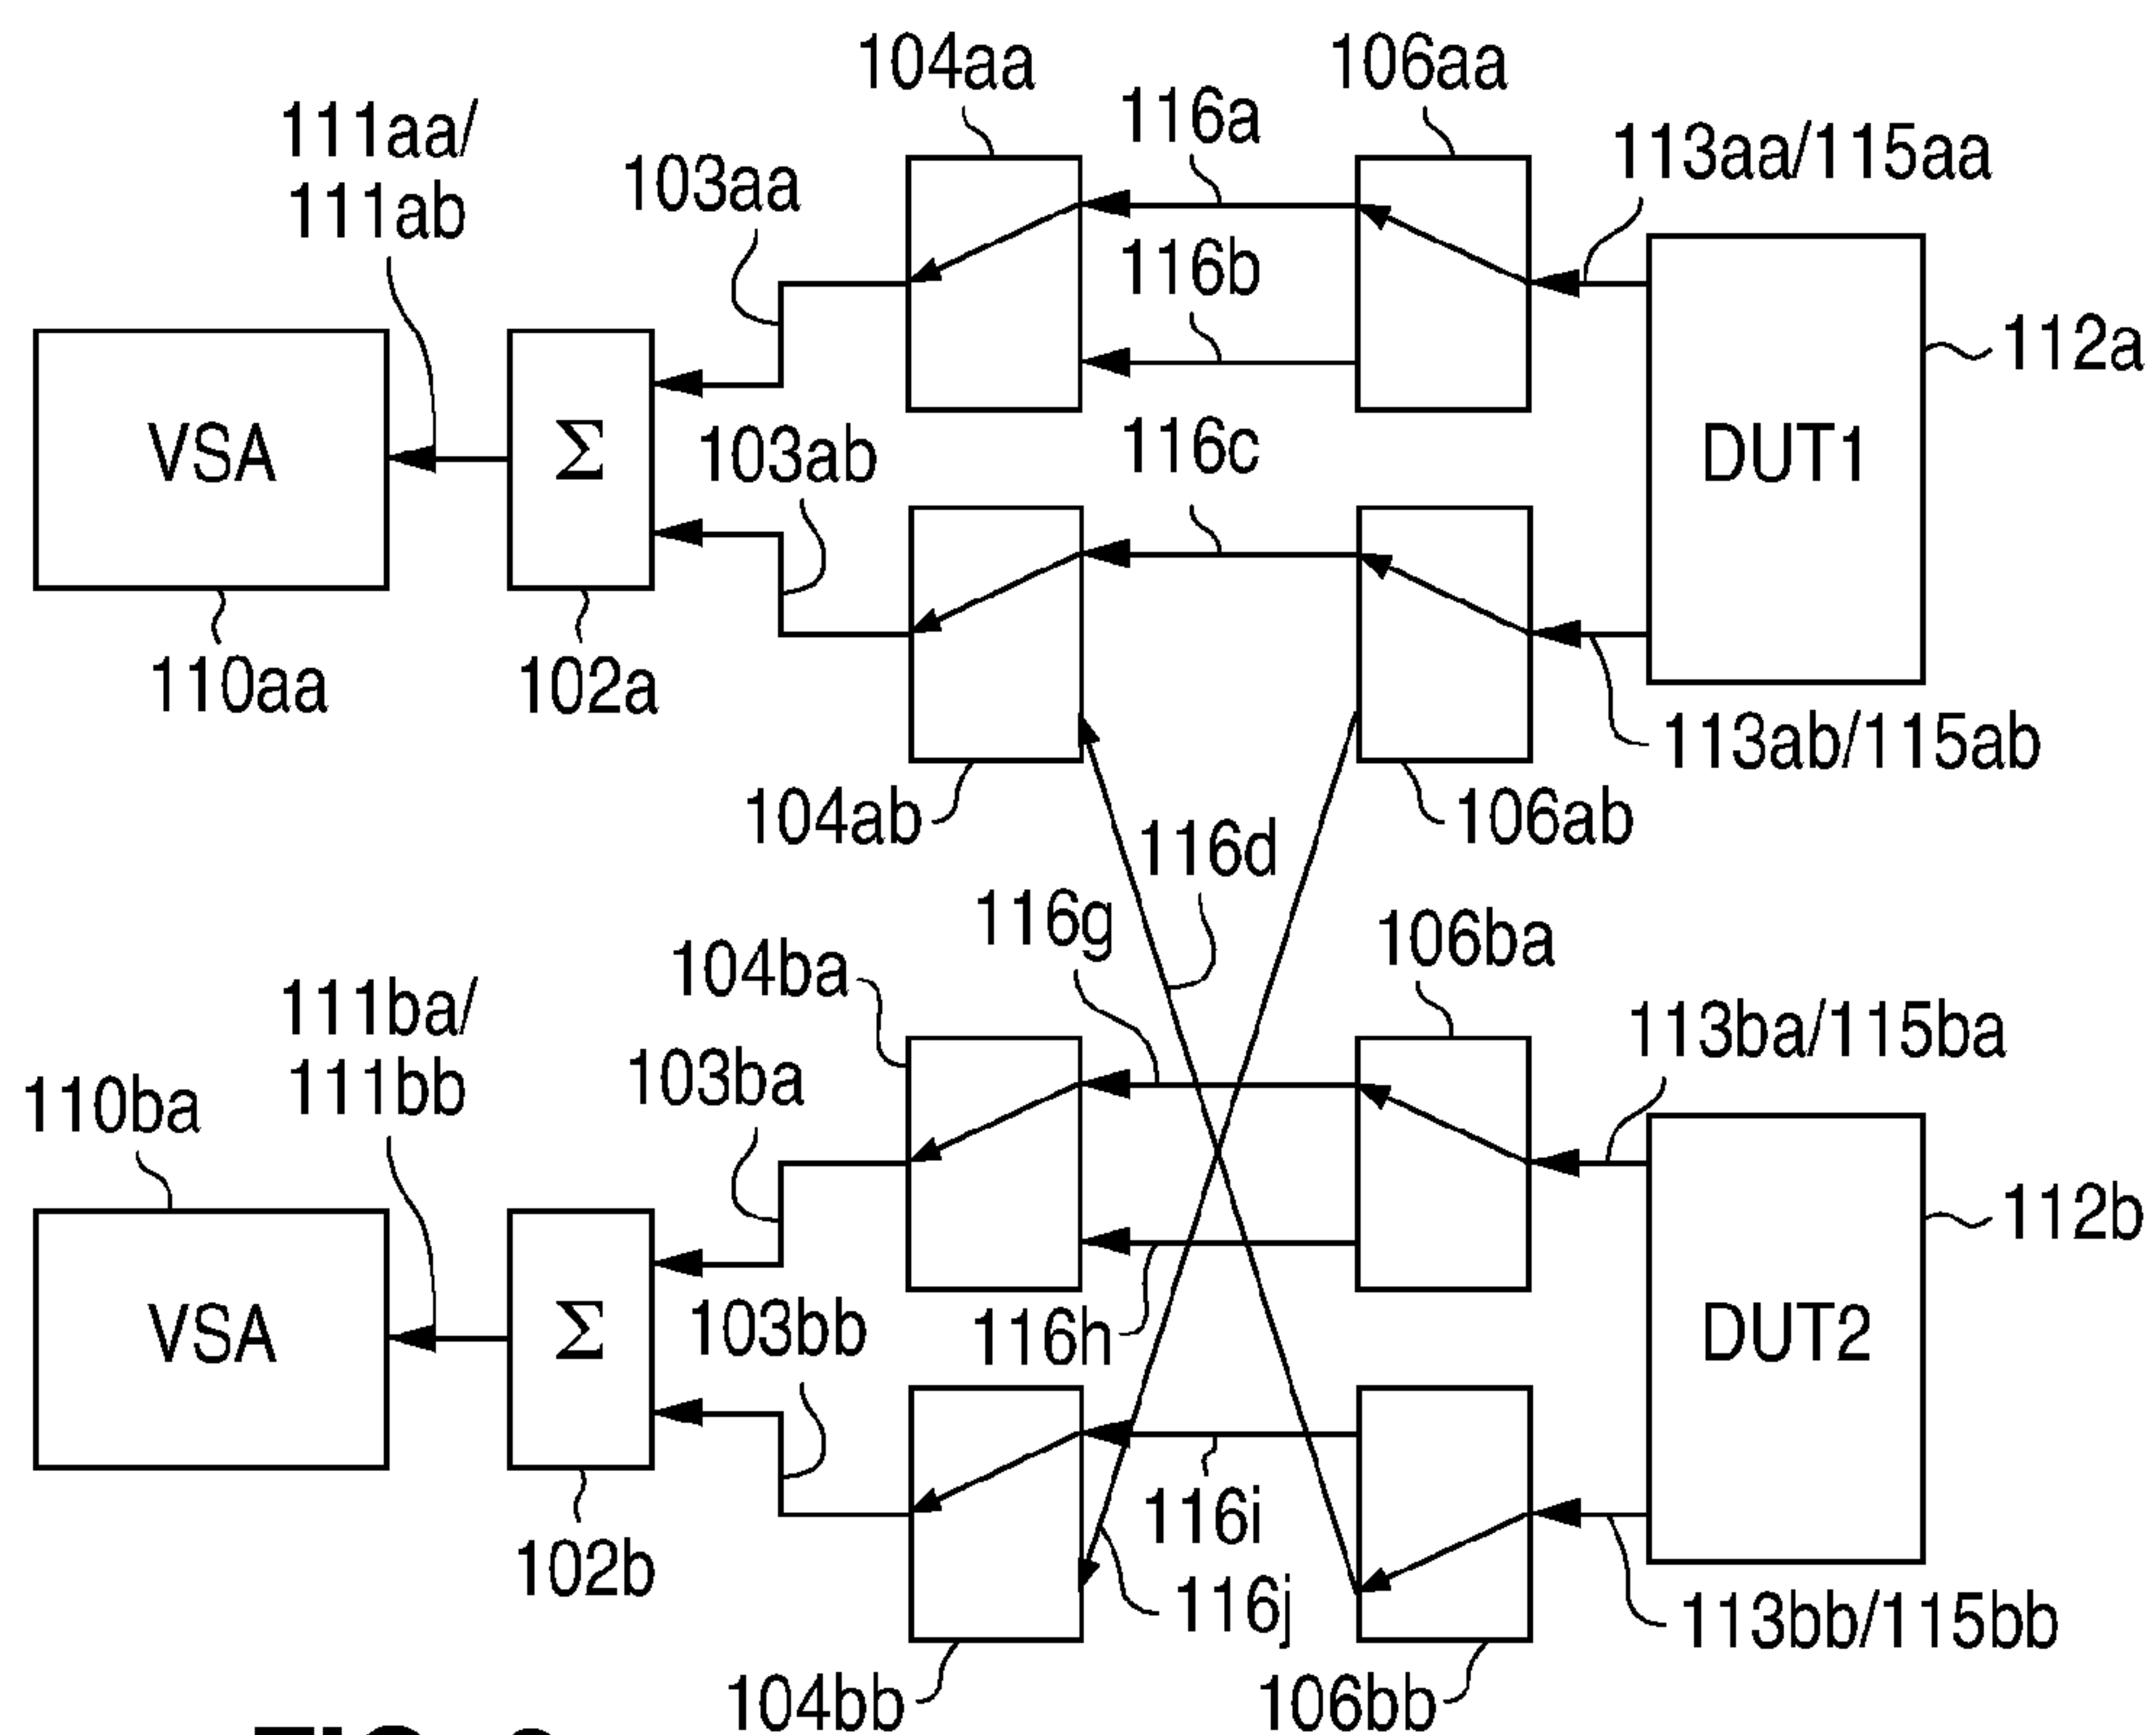 104aa
106aa
116a
111aa/
111ab
113aa/115aa
103aa
116b
112a
VSA
Σ
103ab
116c
DUT1
110aa
102a
113ab/115ab
104ab
106ab
116d
116g
106ba
104ba
111ba/
111bb
113ba/115ba
103ba
110ba
112b
VSA
Σ
103bb
116h
DUT2
116i
102b
116j
113bb/115bb
104bb
106bb